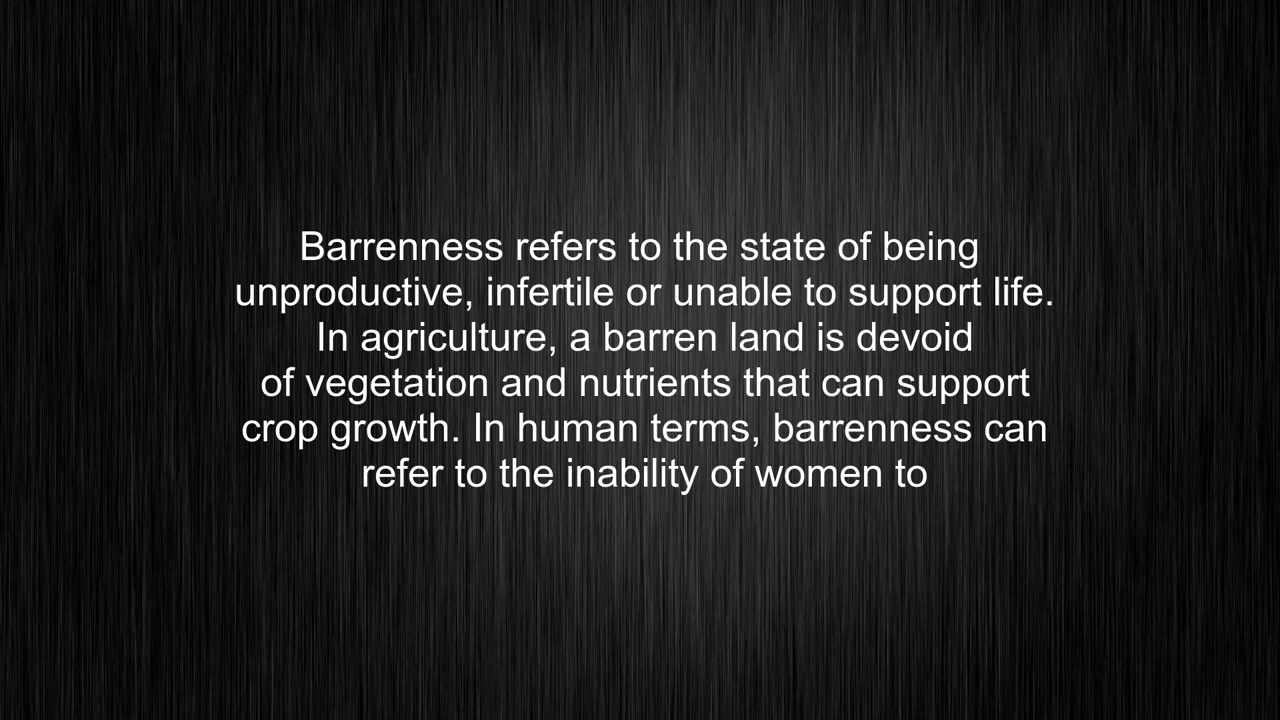 Barrenness refers to the state of being
unproductive, infertile or unable to support life.
In agriculture, a barren land is devoid
of vegetation and nutrients that can support
crop growth. In human terms, barrenness can
refer to the inability of women to